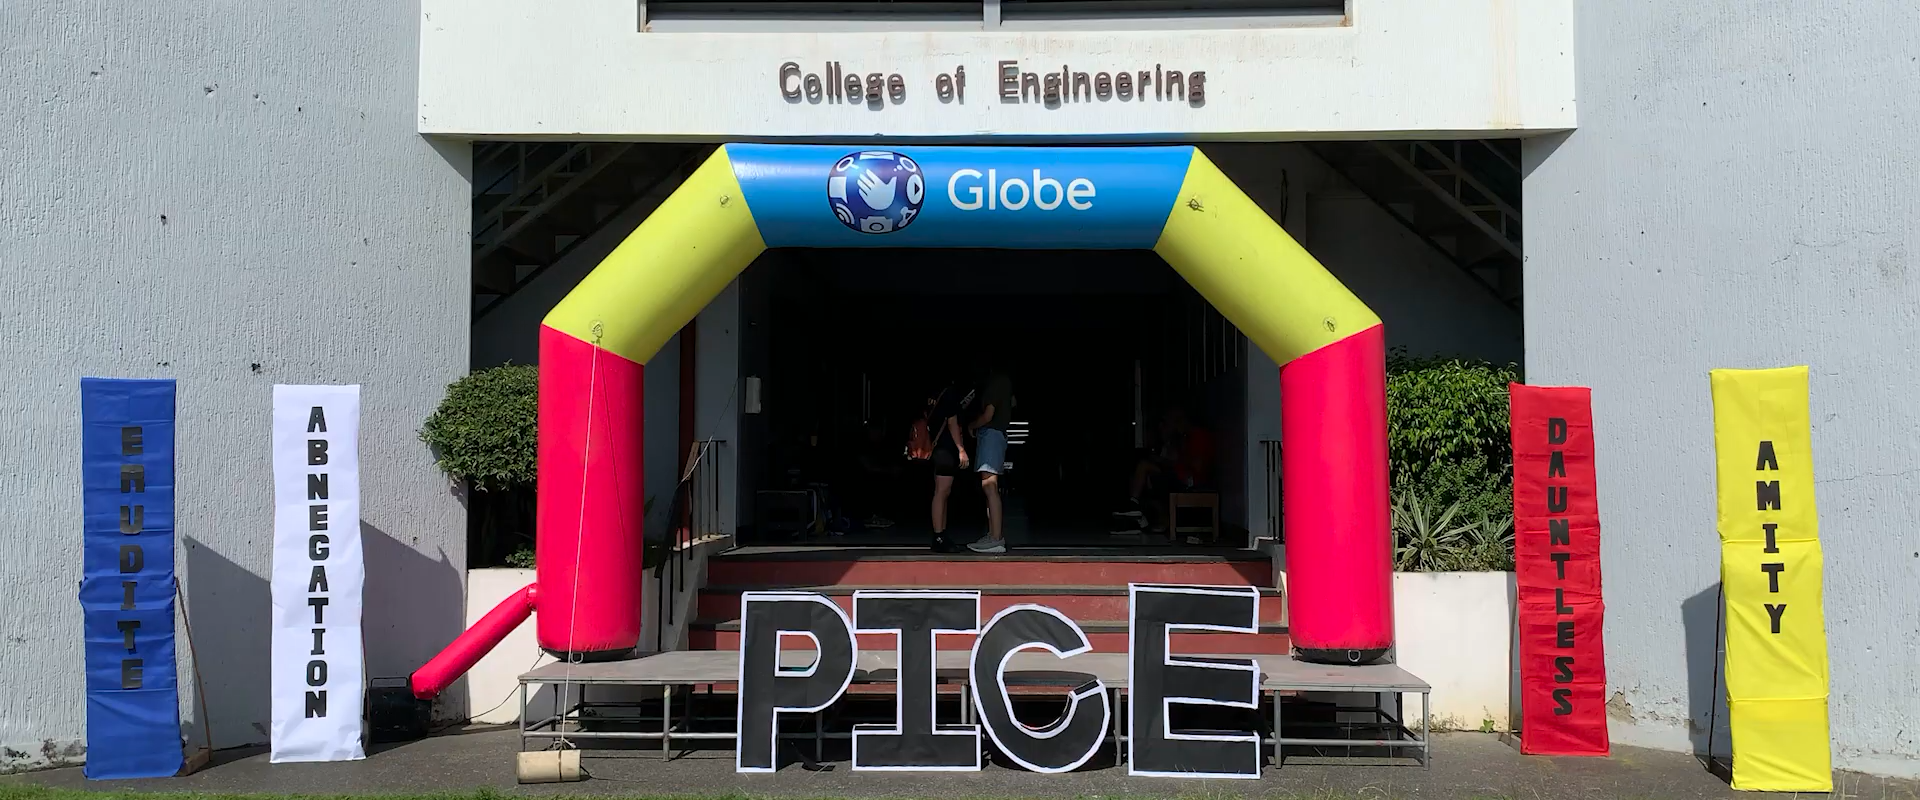 College of Engineering
Globe
ERUDITE
ABNEGATION
PICE
DAUNTLESS
AMITY